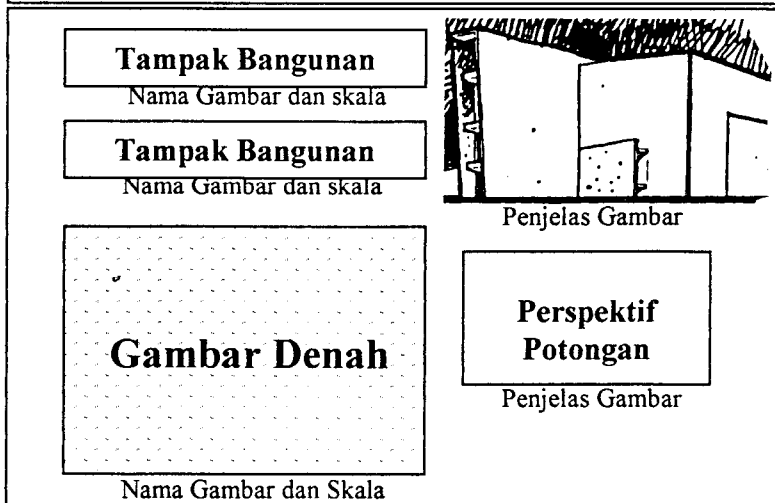 Tampak Bangunan
Nama Gambar dan skala
Tampak Bangunan
Nama Gambar dan skala
Gambar Denah
Nama Gambar dan Skala
Penjelas Gambar
Perspektif
Potongan
Penjelas Gambar